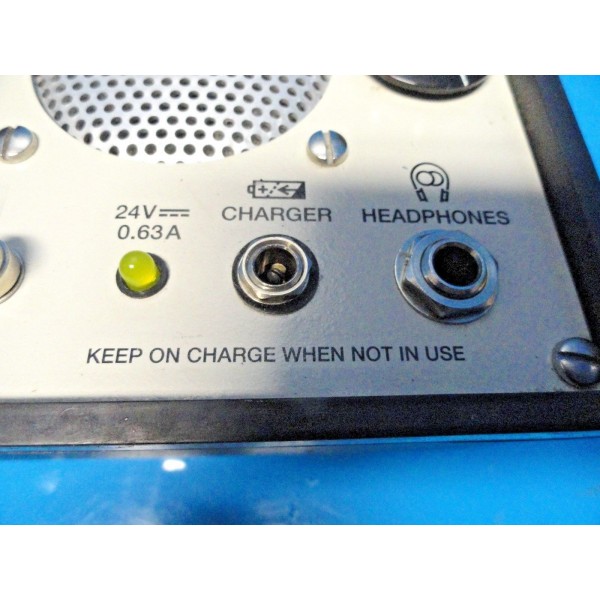 24V⎓
0.63A
CHARGER
HEADPHONES
KEEP ON CHARGE WHEN NOT IN USE